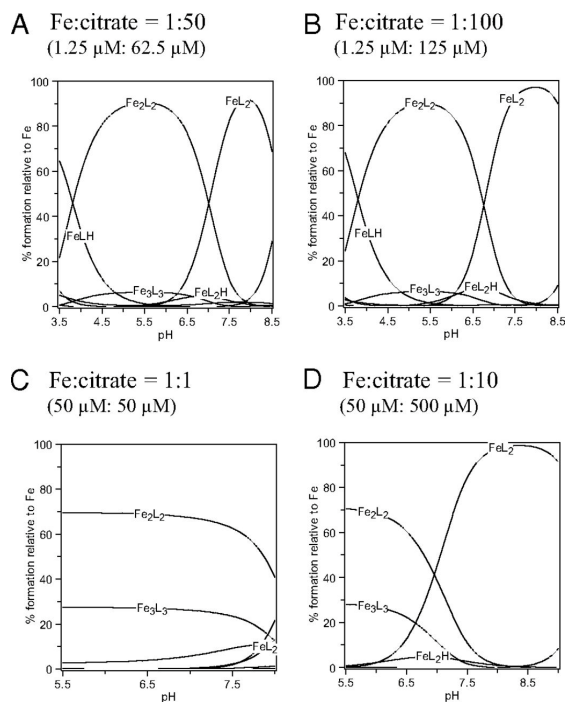 A Fe:citrate = 1:50
(1.25 µM: 62.5 µM)
% formation relative to Fe
100
80
60
40
20
0
Fe₂L₂
FeL₂
FeLH
Fe₃L₃
FeL₂H
3.5 4.5 5.5 6.5 7.5 8.5
pH
B Fe:citrate = 1:100
(1.25 µM: 125 µM)
% formation relative to Fe
100
80
60
40
20
0
Fe₂L₂
FeL₂
FeLH
Fe₃L₃
FeL₂H
3.5 4.5 5.5 6.5 7.5 8.5
pH
C Fe:citrate = 1:1
(50 µM: 50 µM)
% formation relative to Fe
100
80
60
40
20
0
Fe₂L₂
Fe₃L₃
FeL₂
5.5 6.5 7.5
pH
D Fe:citrate = 1:10
(50 µM: 500 µM)
% formation relative to Fe
100
80
60
40
20
0
FeL₂
Fe₂L₂
Fe₃L₃
FeL₂H
5.5 6.5 7.5 8.5
pH